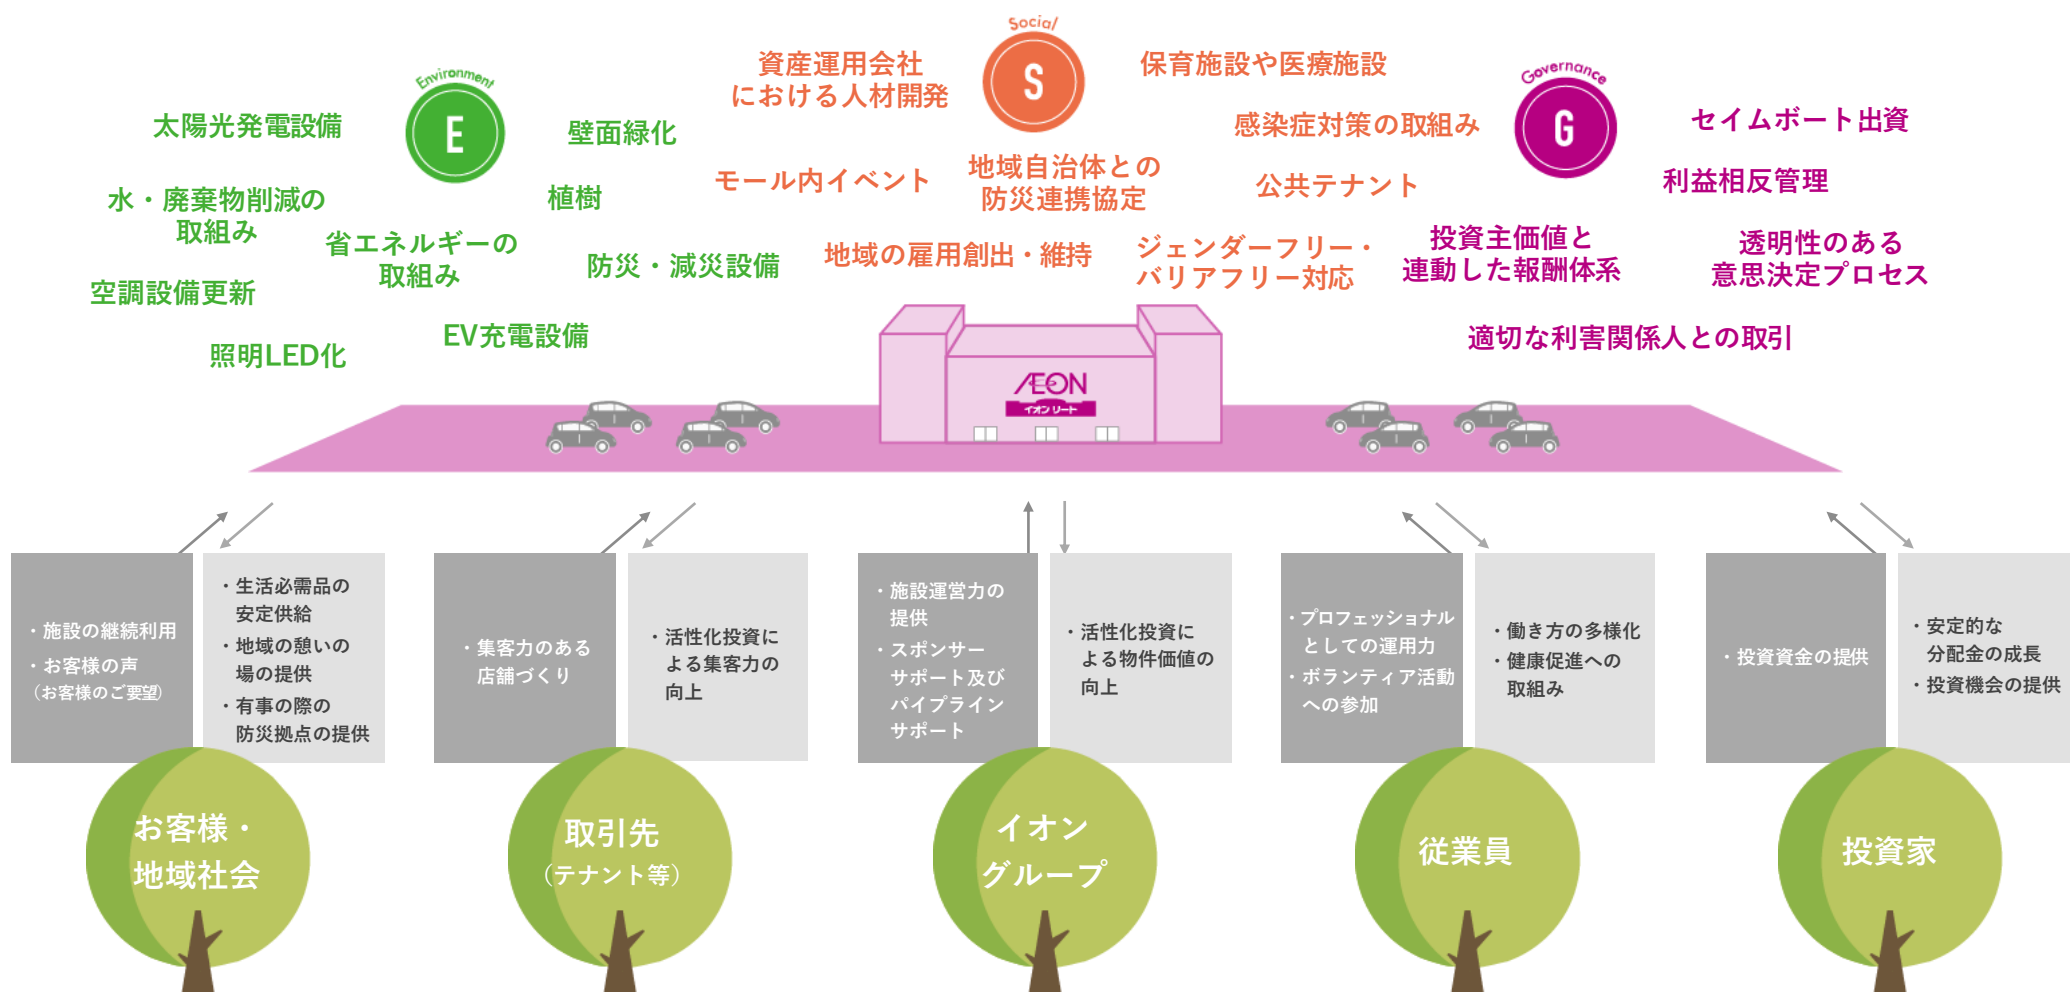 Environment
E
太陽光発電設備
壁面緑化
水・廃棄物削減の
取組み
植樹
省エネルギーの
取組み
防災・減災設備
空調設備更新
EV充電設備
照明LED化
Social
S
資産運用会社
における人材開発
保育施設や医療施設
感染症対策の取組み
モール内イベント
地域自治体との
防災連携協定
公共テナント
地域の雇用創出・維持
ジェンダーフリー・
バリアフリー対応
Governance
G
セイムボート出資
利益相反管理
投資主価値と
連動した報酬体系
透明性のある
意思決定プロセス
適切な利害関係人との取引
ÆON
イオン リート
・施設の継続利用
・お客様の声
（お客様のご要望）
・生活必需品の
安定供給
・地域の憩いの
場の提供
・有事の際の
防災拠点の提供
お客様・
地域社会
・集客力のある
店舗づくり
・活性化投資に
よる集客力の
向上
取引先
（テナント等）
・施設運営力の
提供
・スポンサー
サポート及び
パイプライン
サポート
・活性化投資に
よる物件価値の
向上
イオン
グループ
・プロフェッショナル
としての運用力
・ボランティア活動
への参加
・働き方の多様化
・健康促進への
取組み
従業員
・投資資金の提供
・安定的な
分配金の成長
・投資機会の提供
投資家